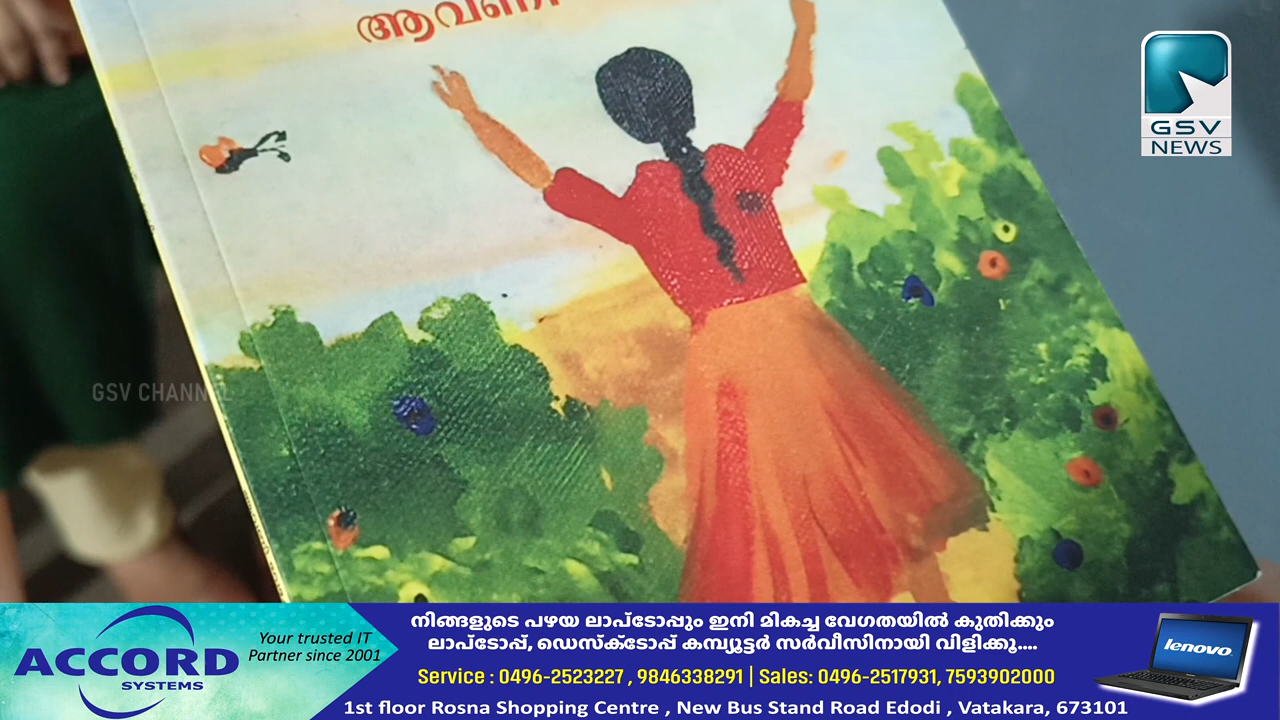 ആവണി
GSV
NEWS
GSV CHANNEL
ACCORD
SYSTEMS
Your trusted IT
Partner since 2001
നിങ്ങളുടെ പഴയ ലാപ്ടോപ്പും ഇനി മികച്ച വേഗതയിൽ കുതിക്കും
ലാപ്ടോപ്പ്, ഡെസ്ക്ടോപ്പ് കമ്പ്യൂട്ടർ സർവീസിനായി വിളിക്കൂ....
Service : 0496-2523227 , 9846338291 | Sales: 0496-2517931, 7593902000
1st floor Rosna Shopping Centre , New Bus Stand Road Edodi , Vatakara, 673101
lenovo